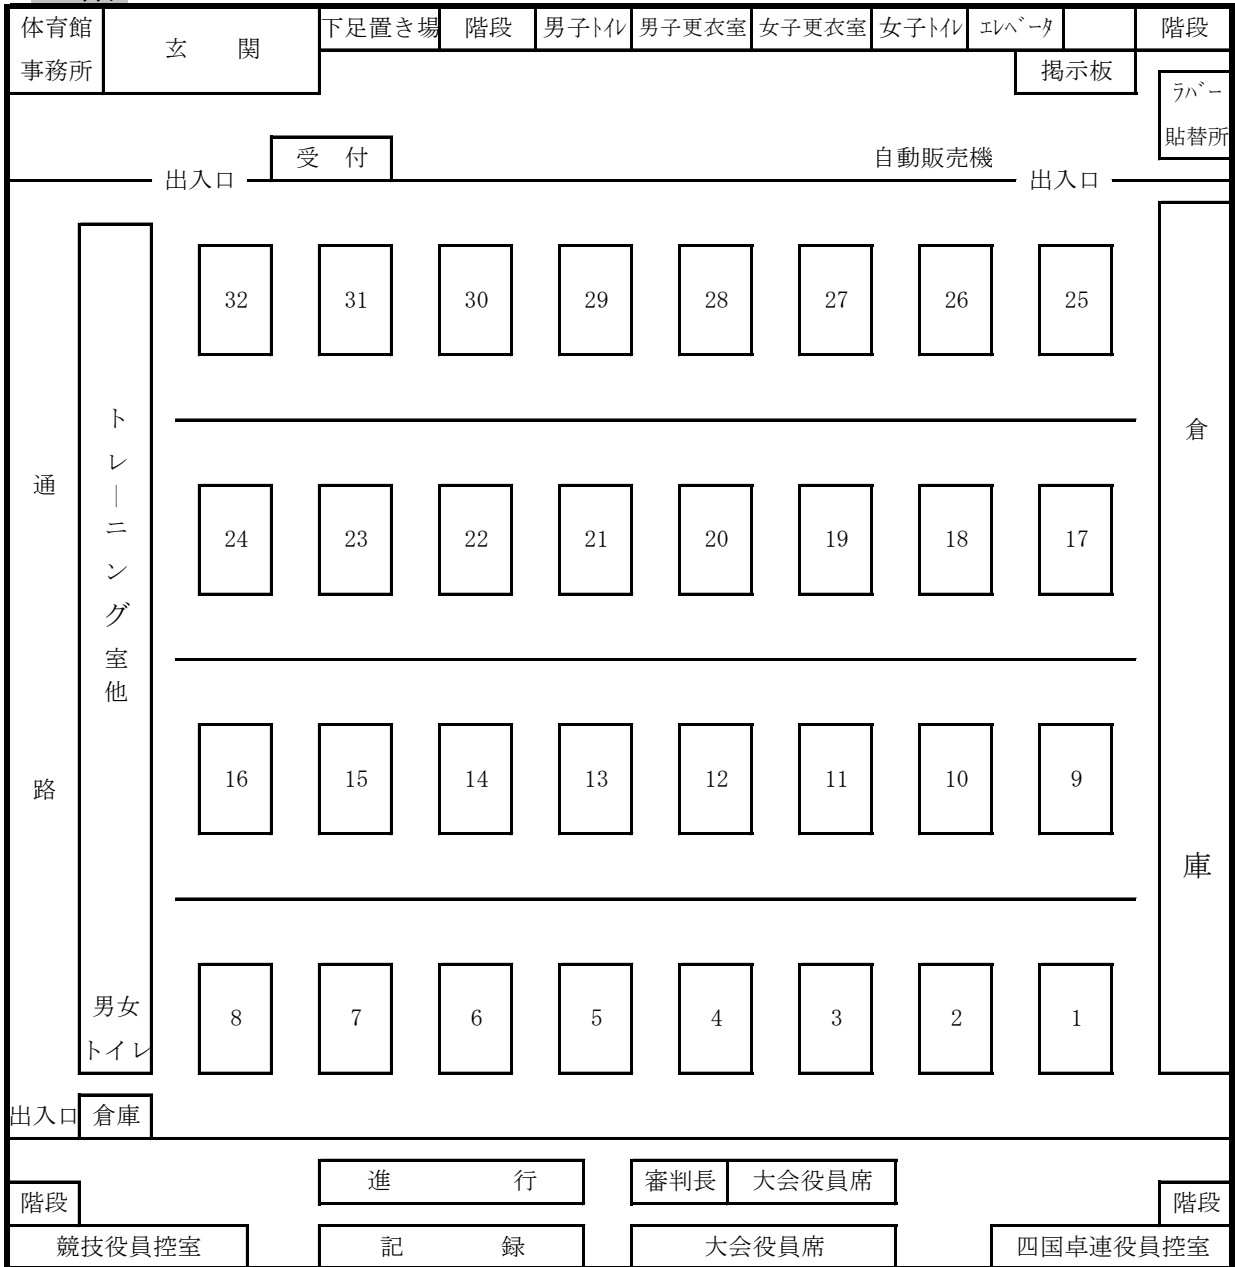 体育館
事務所
玄 関
下足置き場 階段 男子トイレ 男子更衣室 女子更衣室 女子トイレ エレベータ 階段
掲示板
ラバー
貼替所
受 付
自動販売機
出入口 出入口
32 31 30 29 28 27 26 25
トレーニング室他
通路
倉庫
24 23 22 21 20 19 18 17
16 15 14 13 12 11 10 9
男女
トイレ
8 7 6 5 4 3 2 1
出入口 倉庫
進 行 審判長 大会役員席
階段 階段
競技役員控室 記 録 大会役員席 四国卓連役員控室